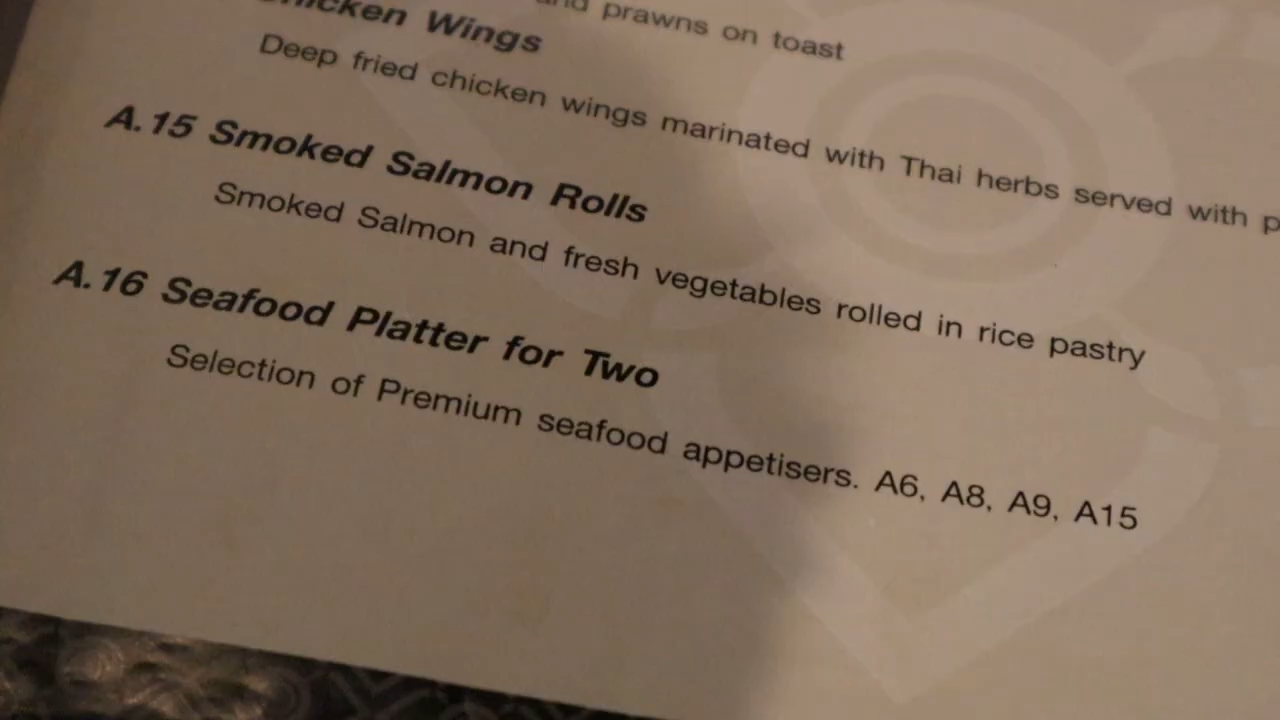 prawns on toast
Chicken Wings
Deep fried chicken wings marinated with Thai herbs served with
A.15 Smoked Salmon Rolls
Smoked Salmon and fresh vegetables rolled in rice pastry
A.16 Seafood Platter for Two
Selection of Premium seafood appetisers. A6, A8, A9, A15